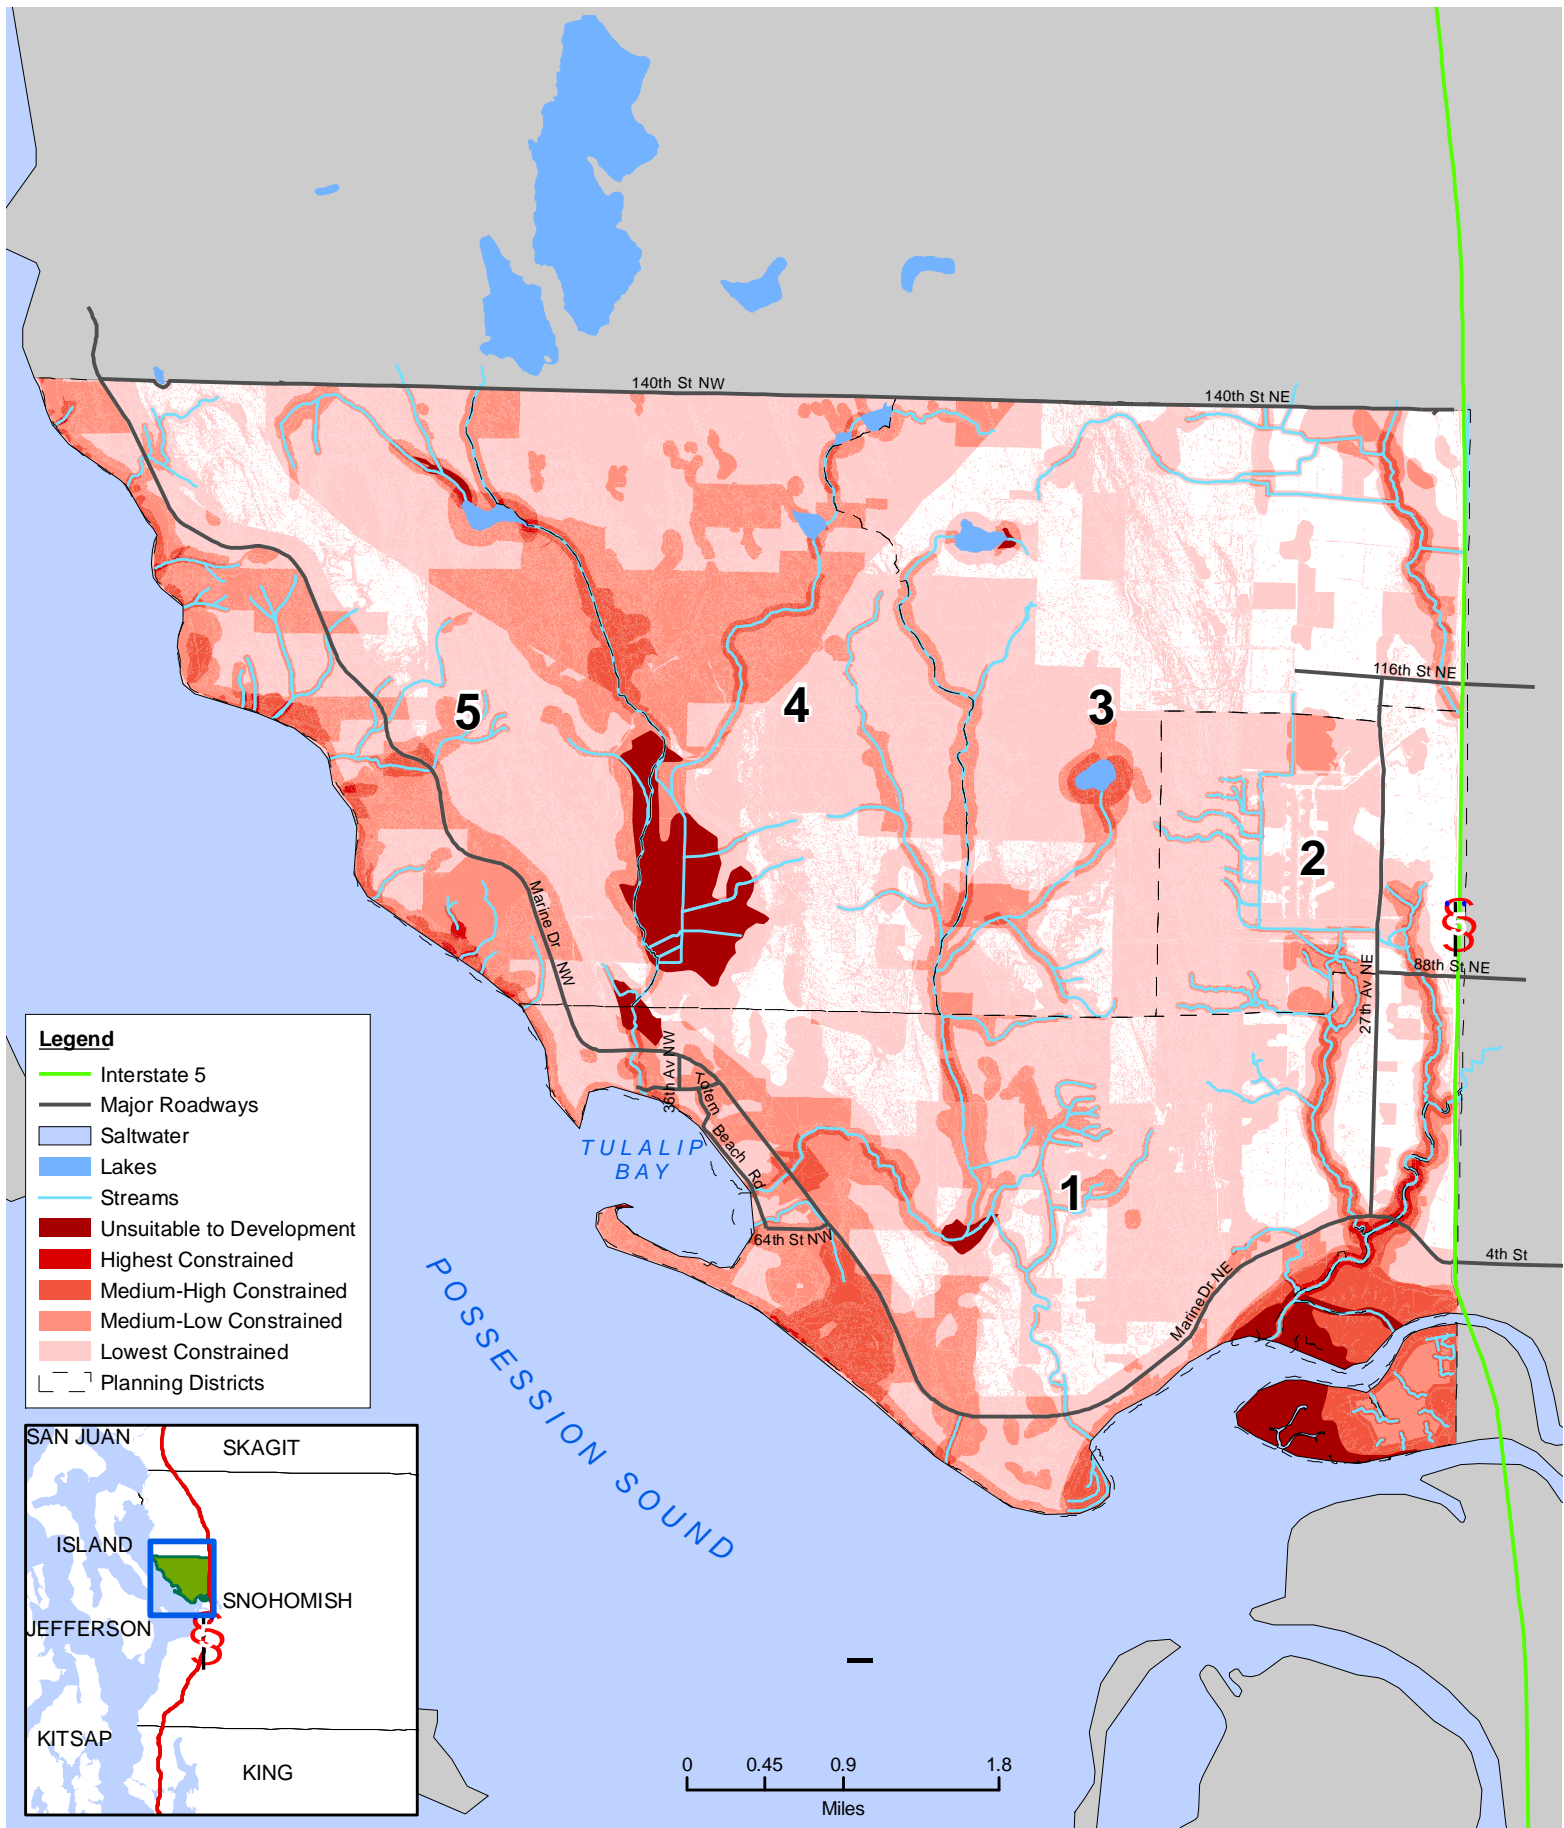 140th St NW
140th St NE
116th St NE
5
4
3
2
88th St NE
27th Av NE
Marine Dr NW
36th Av NW
Totem Beach Rd
TULALIP
BAY
64th St NW
1
Marine Dr NE
4th St
POSSESSION SOUND
Legend
Interstate 5
Major Roadways
Saltwater
Lakes
Streams
Unsuitable to Development
Highest Constrained
Medium-High Constrained
Medium-Low Constrained
Lowest Constrained
Planning Districts
SAN JUAN
SKAGIT
ISLAND
SNOHOMISH
JEFFERSON
KITSAP
KING
0 0.45 0.9 1.8
Miles